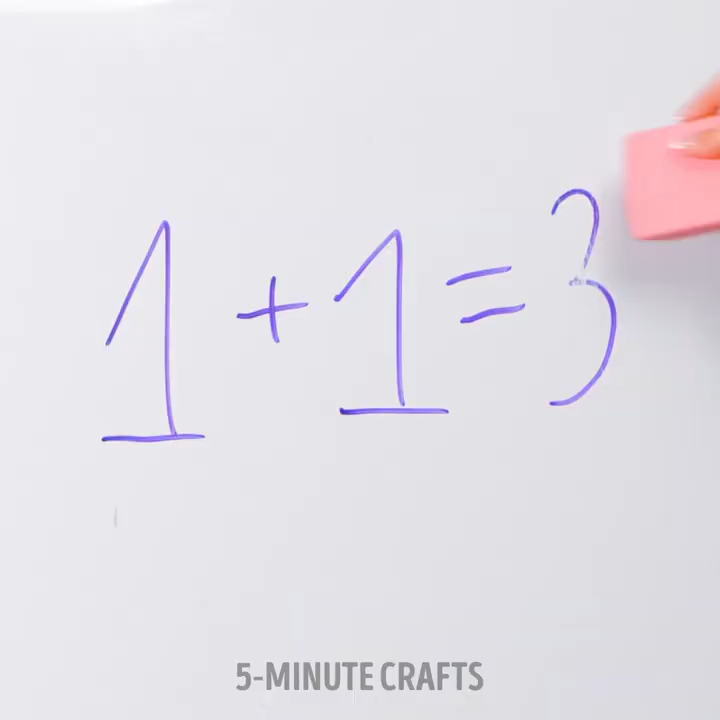 1 + 1 = 3
5-MINUTE CRAFTS